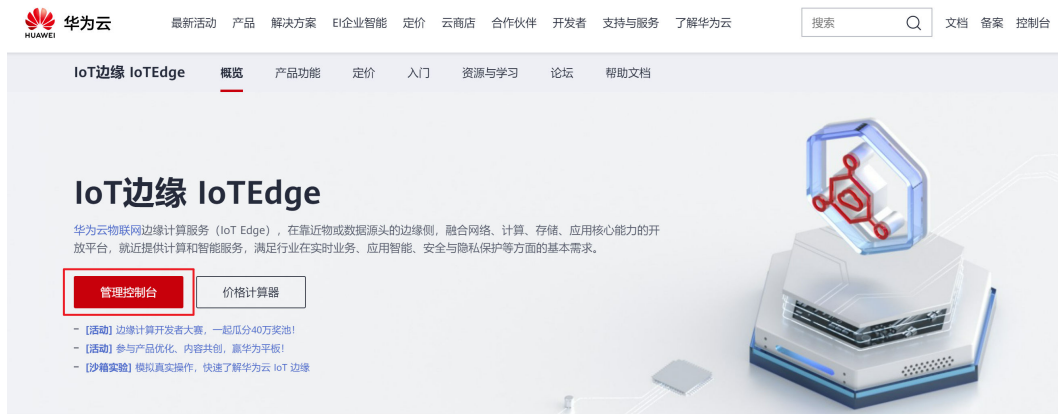 HUAWEI 华为云 最新活动 产品 解决方案 EI企业智能 定价 云商店 合作伙伴 开发者 支持与服务 了解华为云 搜索 文档 备案 控制台
IoT边缘 IoTEdge 概览 产品功能 定价 入门 资源与学习 论坛 帮助文档
IoT边缘 IoTEdge
华为云物联网边缘计算服务（IoT Edge），在靠近物或数据源头的边缘侧，融合网络、计算、存储、应用核心能力的开
放平台，就近提供计算和智能服务，满足行业在实时业务、应用智能、安全与隐私保护等方面的基本需求。
管理控制台 价格计算器
- [活动] 边缘计算开发者大赛，一起瓜分40万奖池！
- [活动] 参与产品优化、内容共创，赢华为平板！
- [沙箱实验] 模拟真实操作，快速了解华为云 IoT 边缘